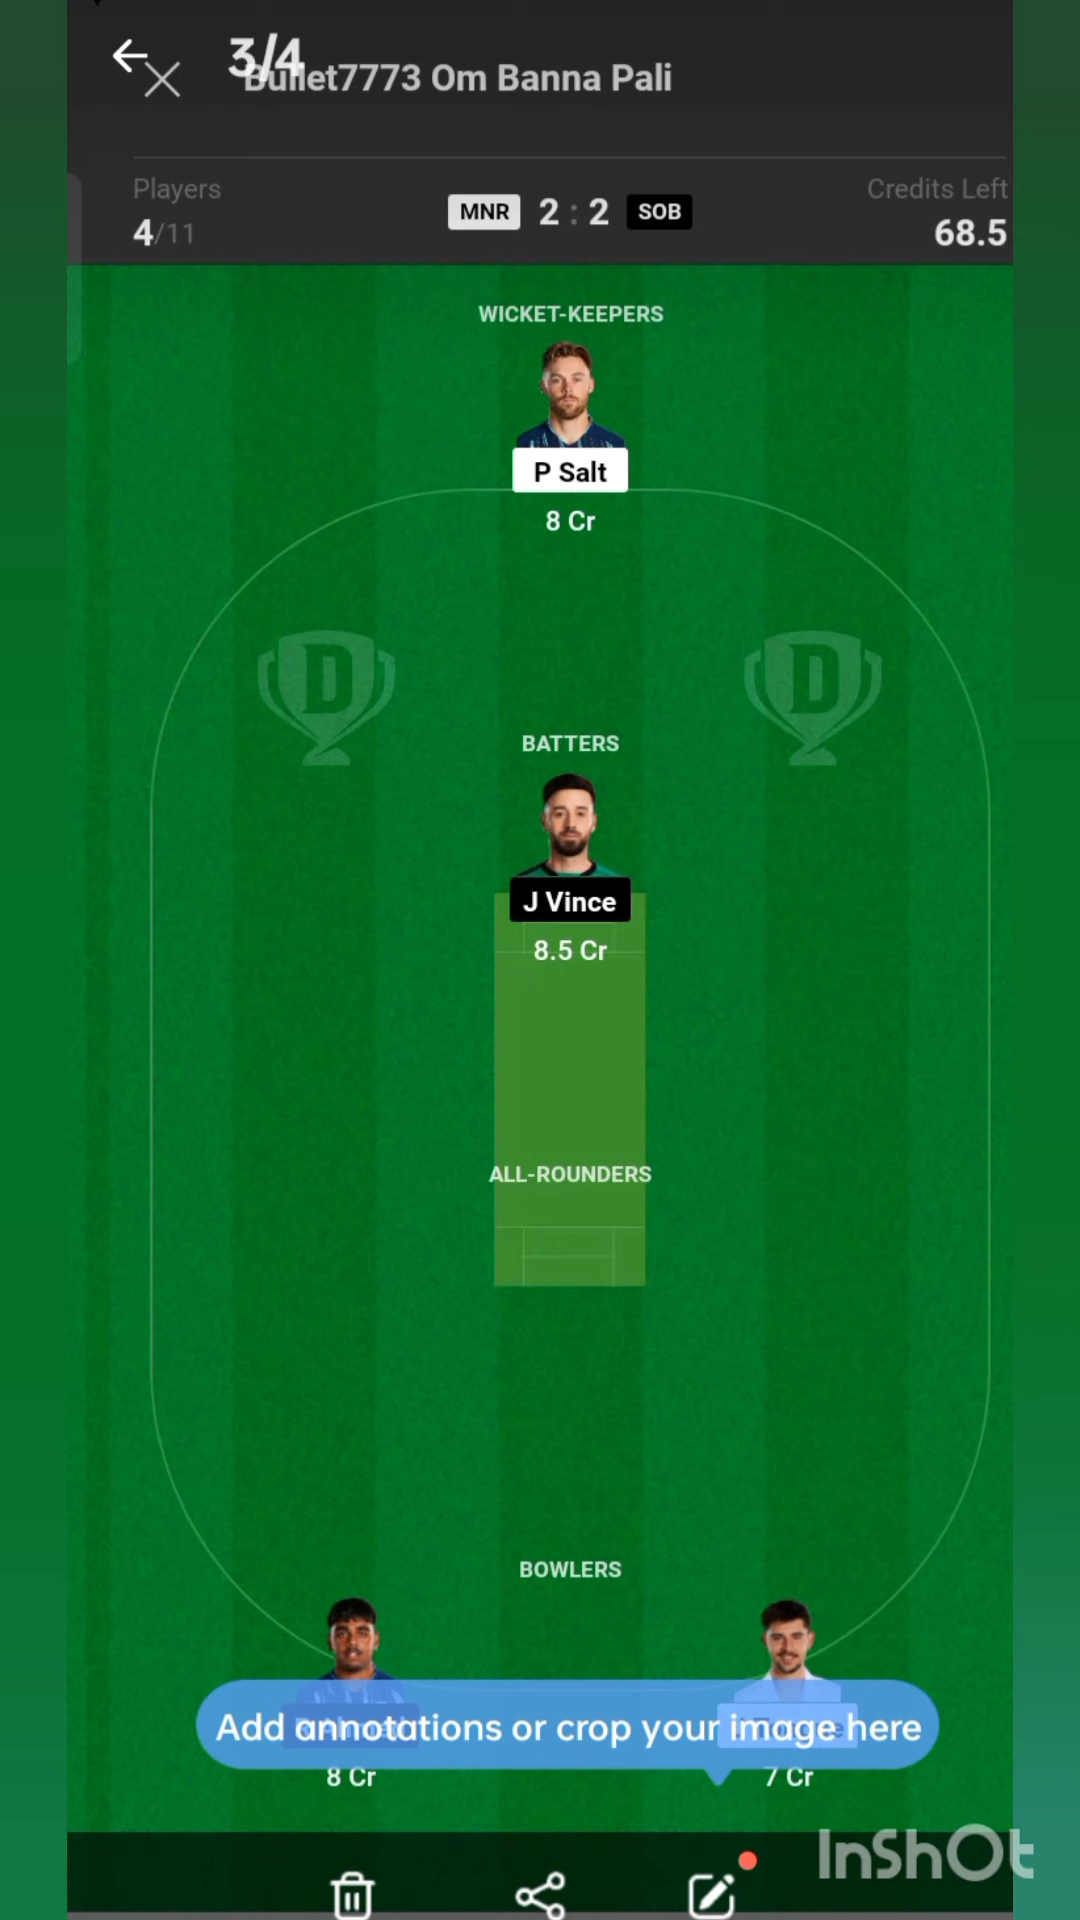 3/4
Bullet7773 Om Banna Pali
Players
4/11
MNR 2 : 2 SOB
Credits Left
68.5
WICKET-KEEPERS
P Salt
8 Cr
D D
BATTERS
J Vince
8.5 Cr
ALL-ROUNDERS
BOWLERS
Add annotations or crop your image here
8 Cr
7 Cr
InShOt